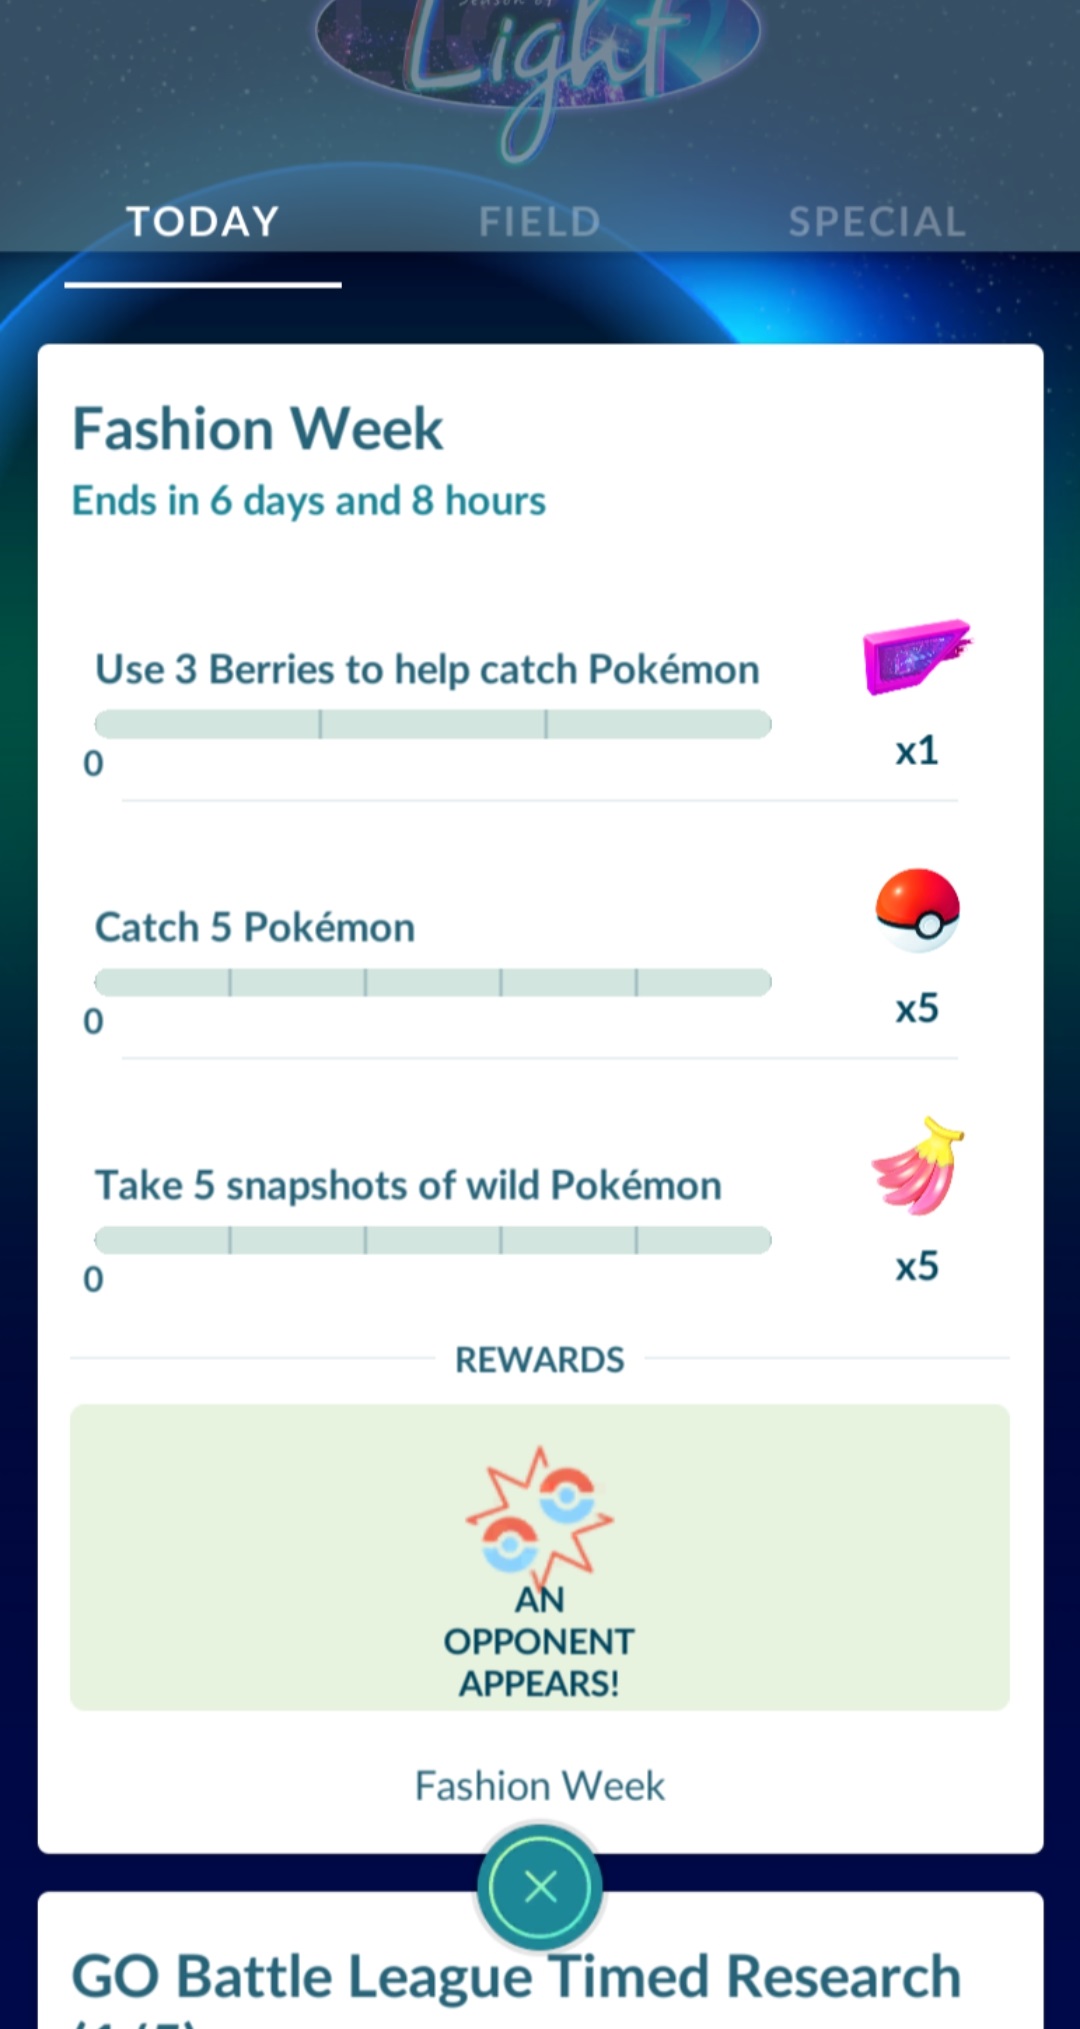 Season of
Light
TODAY FIELD SPECIAL
Fashion Week
Ends in 6 days and 8 hours
Use 3 Berries to help catch Pokémon
0
x1
Catch 5 Pokémon
0
x5
Take 5 snapshots of wild Pokémon
0
x5
REWARDS
AN
OPPONENT
APPEARS!
Fashion Week
GO Battle League Timed Research